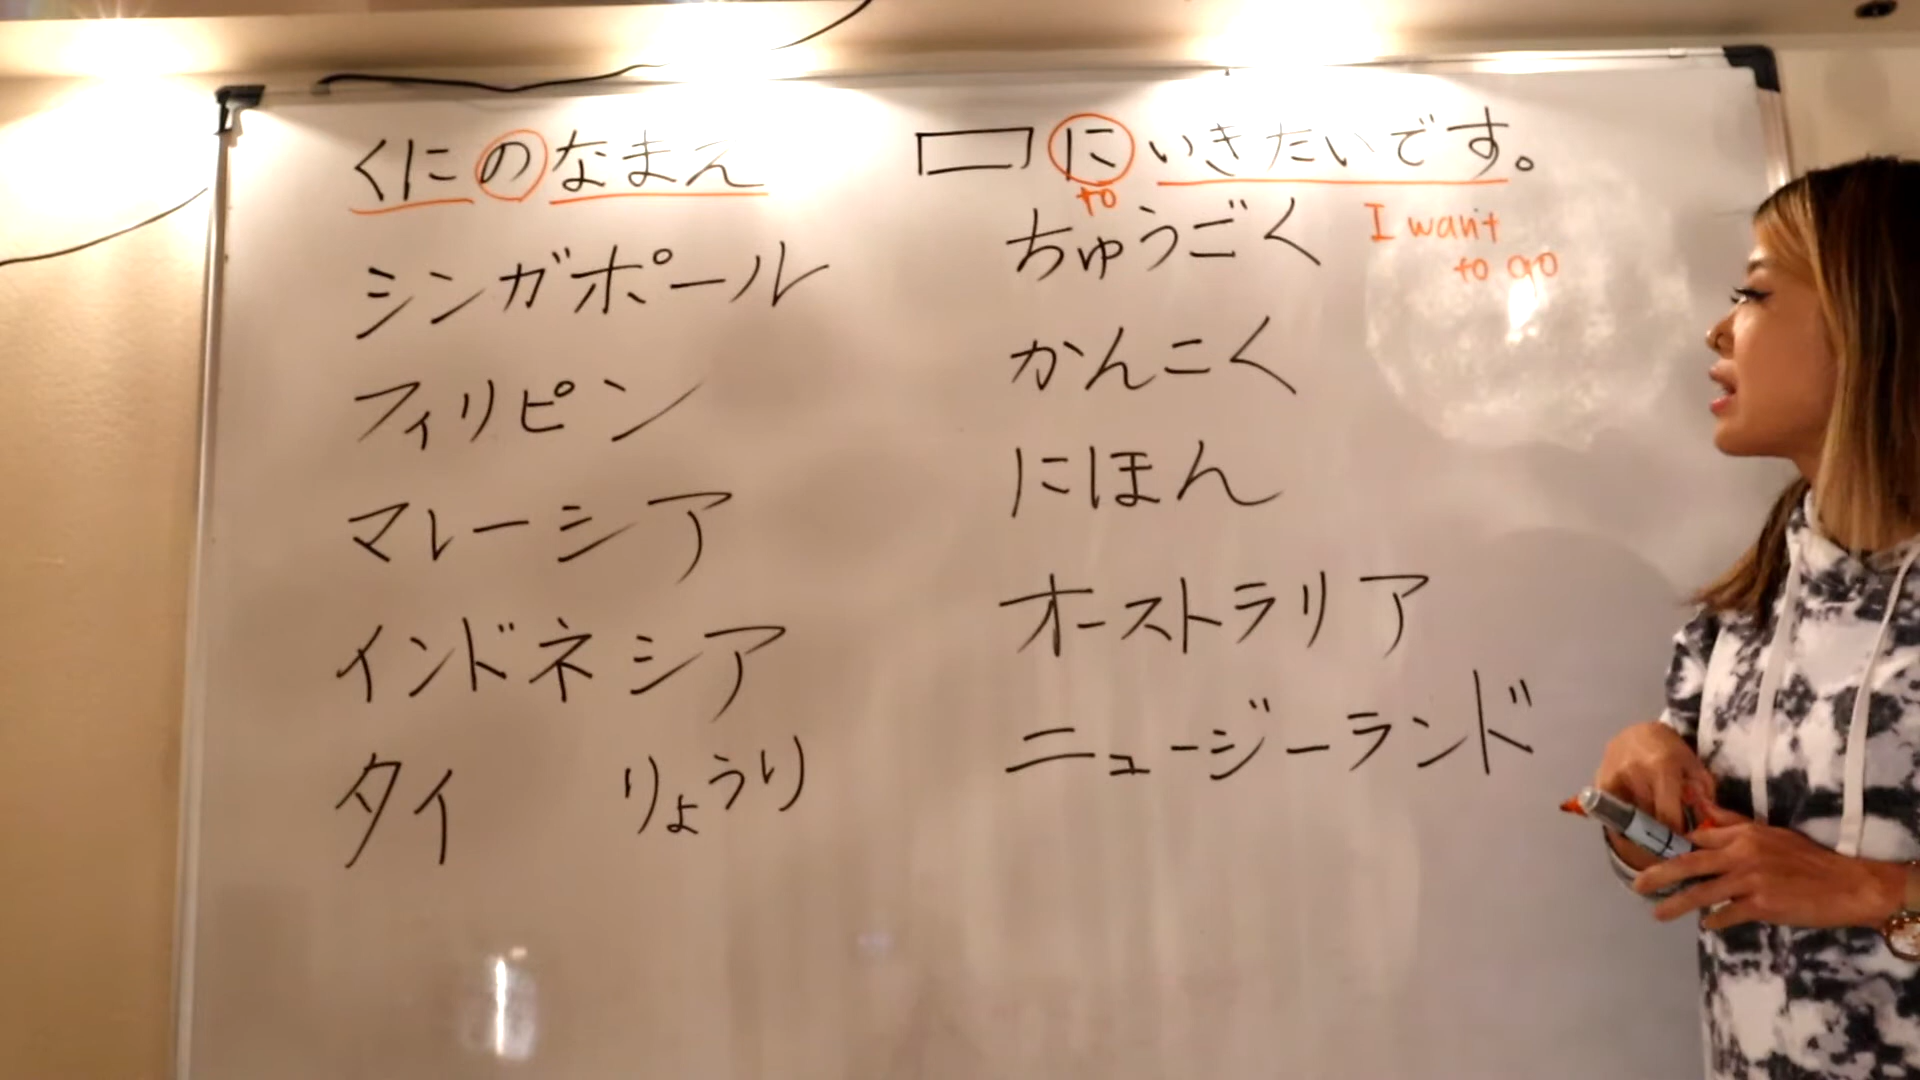 くにのなまえ
シンガポール
フィリピン
マレーシア
インドネシア
タイ りょうり
にいきたいです。
to
I want
to go
ちゅうごく
かんこく
にほん
オーストラリア
ニュージーランド